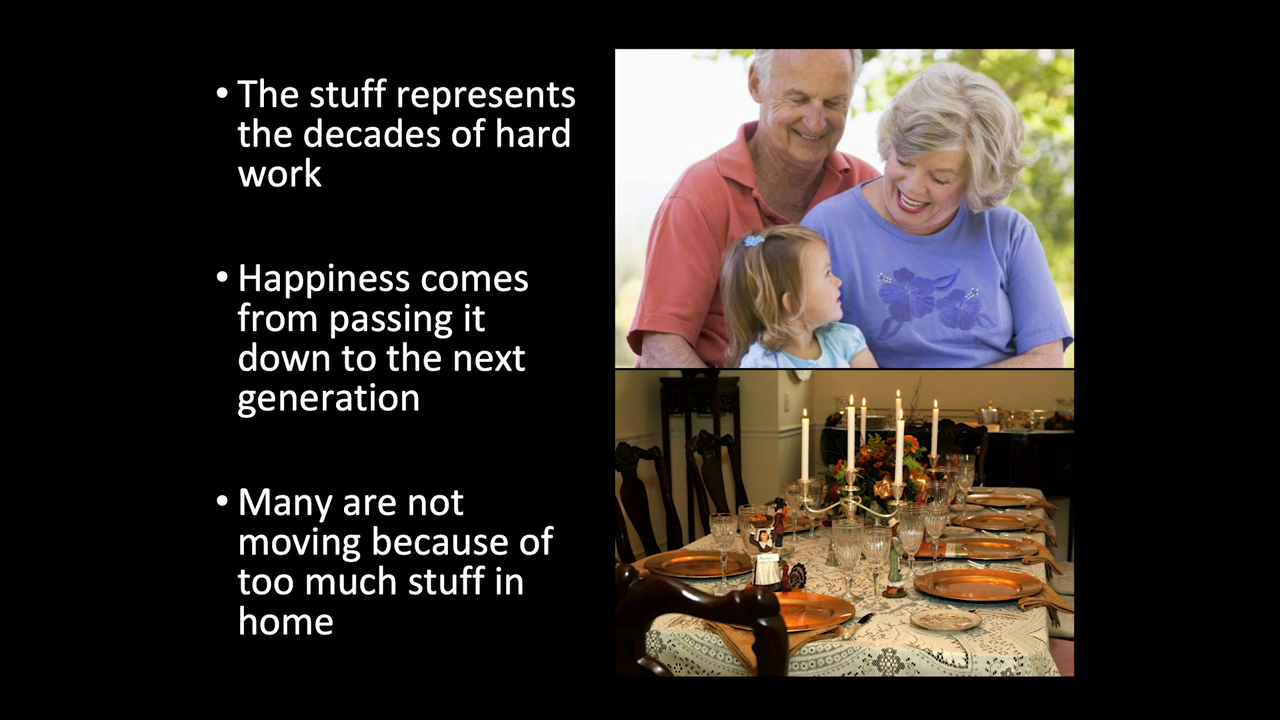 • The stuff represents
the decades of hard
work
• Happiness comes
from passing it
down to the next
generation
• Many are not
moving because of
too much stuff in
home